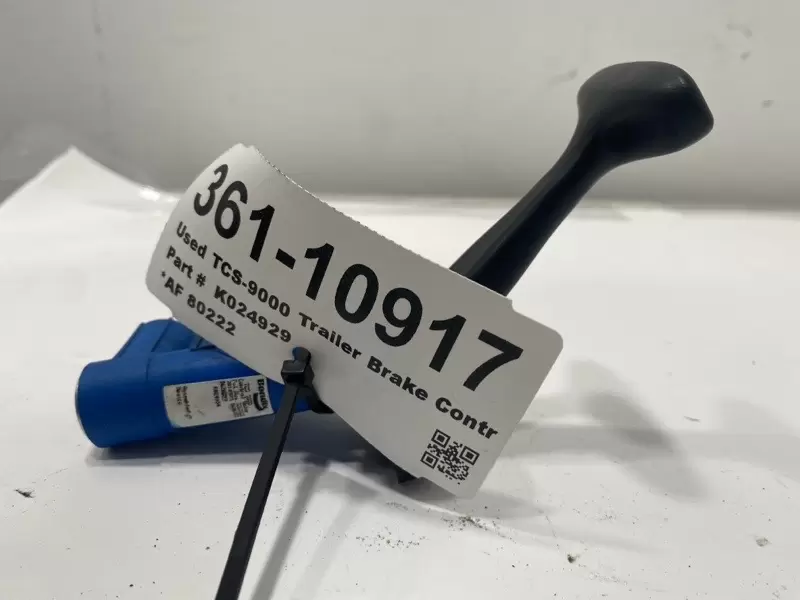 361-10917
Used TCS-9000 Trailer Brake Contr
Part # K024929
*AF 80222